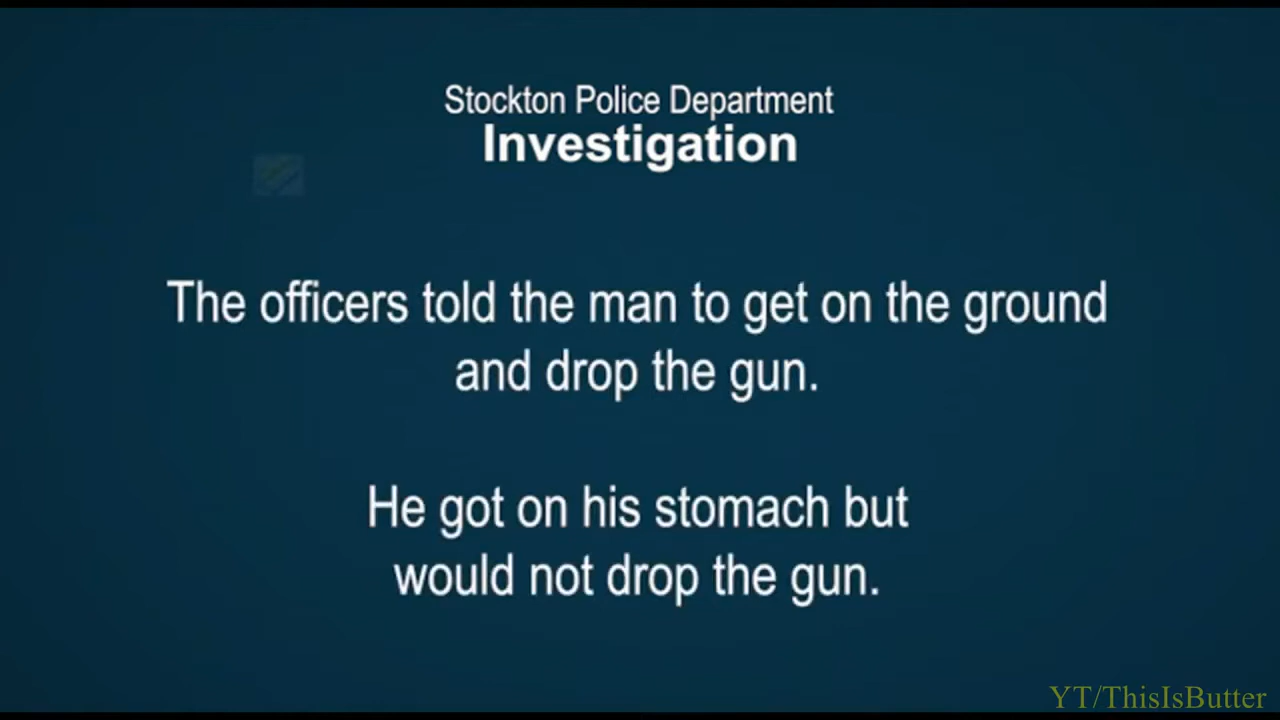 Stockton Police Department
Investigation
The officers told the man to get on the ground
and drop the gun.
He got on his stomach but
would not drop the gun.
YT/ThisIsButter